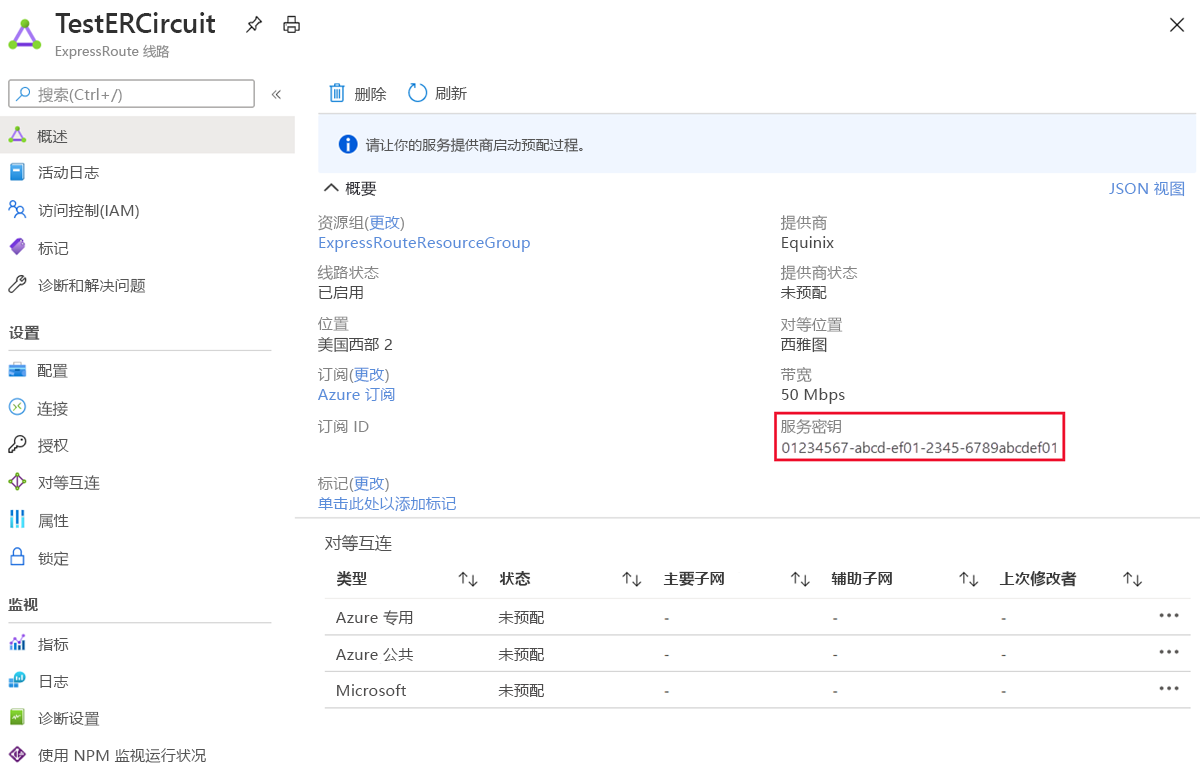 TestERCircuit
ExpressRoute 线路
搜索(Ctrl+/)
«
概述
活动日志
访问控制(IAM)
标记
诊断和解决问题
设置
配置
连接
授权
对等互连
属性
锁定
监视
指标
日志
诊断设置
使用 NPM 监视运行状况
删除 刷新
请让你的服务提供商启动预配过程。
概要 JSON 视图
资源组(更改)
ExpressRouteResourceGroup
线路状态
已启用
位置
美国西部 2
订阅(更改)
Azure 订阅
订阅 ID
标记(更改)
单击此处以添加标记
提供商
Equinix
提供商状态
未预配
对等位置
西雅图
带宽
50 Mbps
服务密钥
01234567-abcd-ef01-2345-6789abcdef01
对等互连
类型 状态 主要子网 辅助子网 上次修改者
Azure 专用 未预配 - - -
Azure 公共 未预配 - - -
Microsoft 未预配 - - -